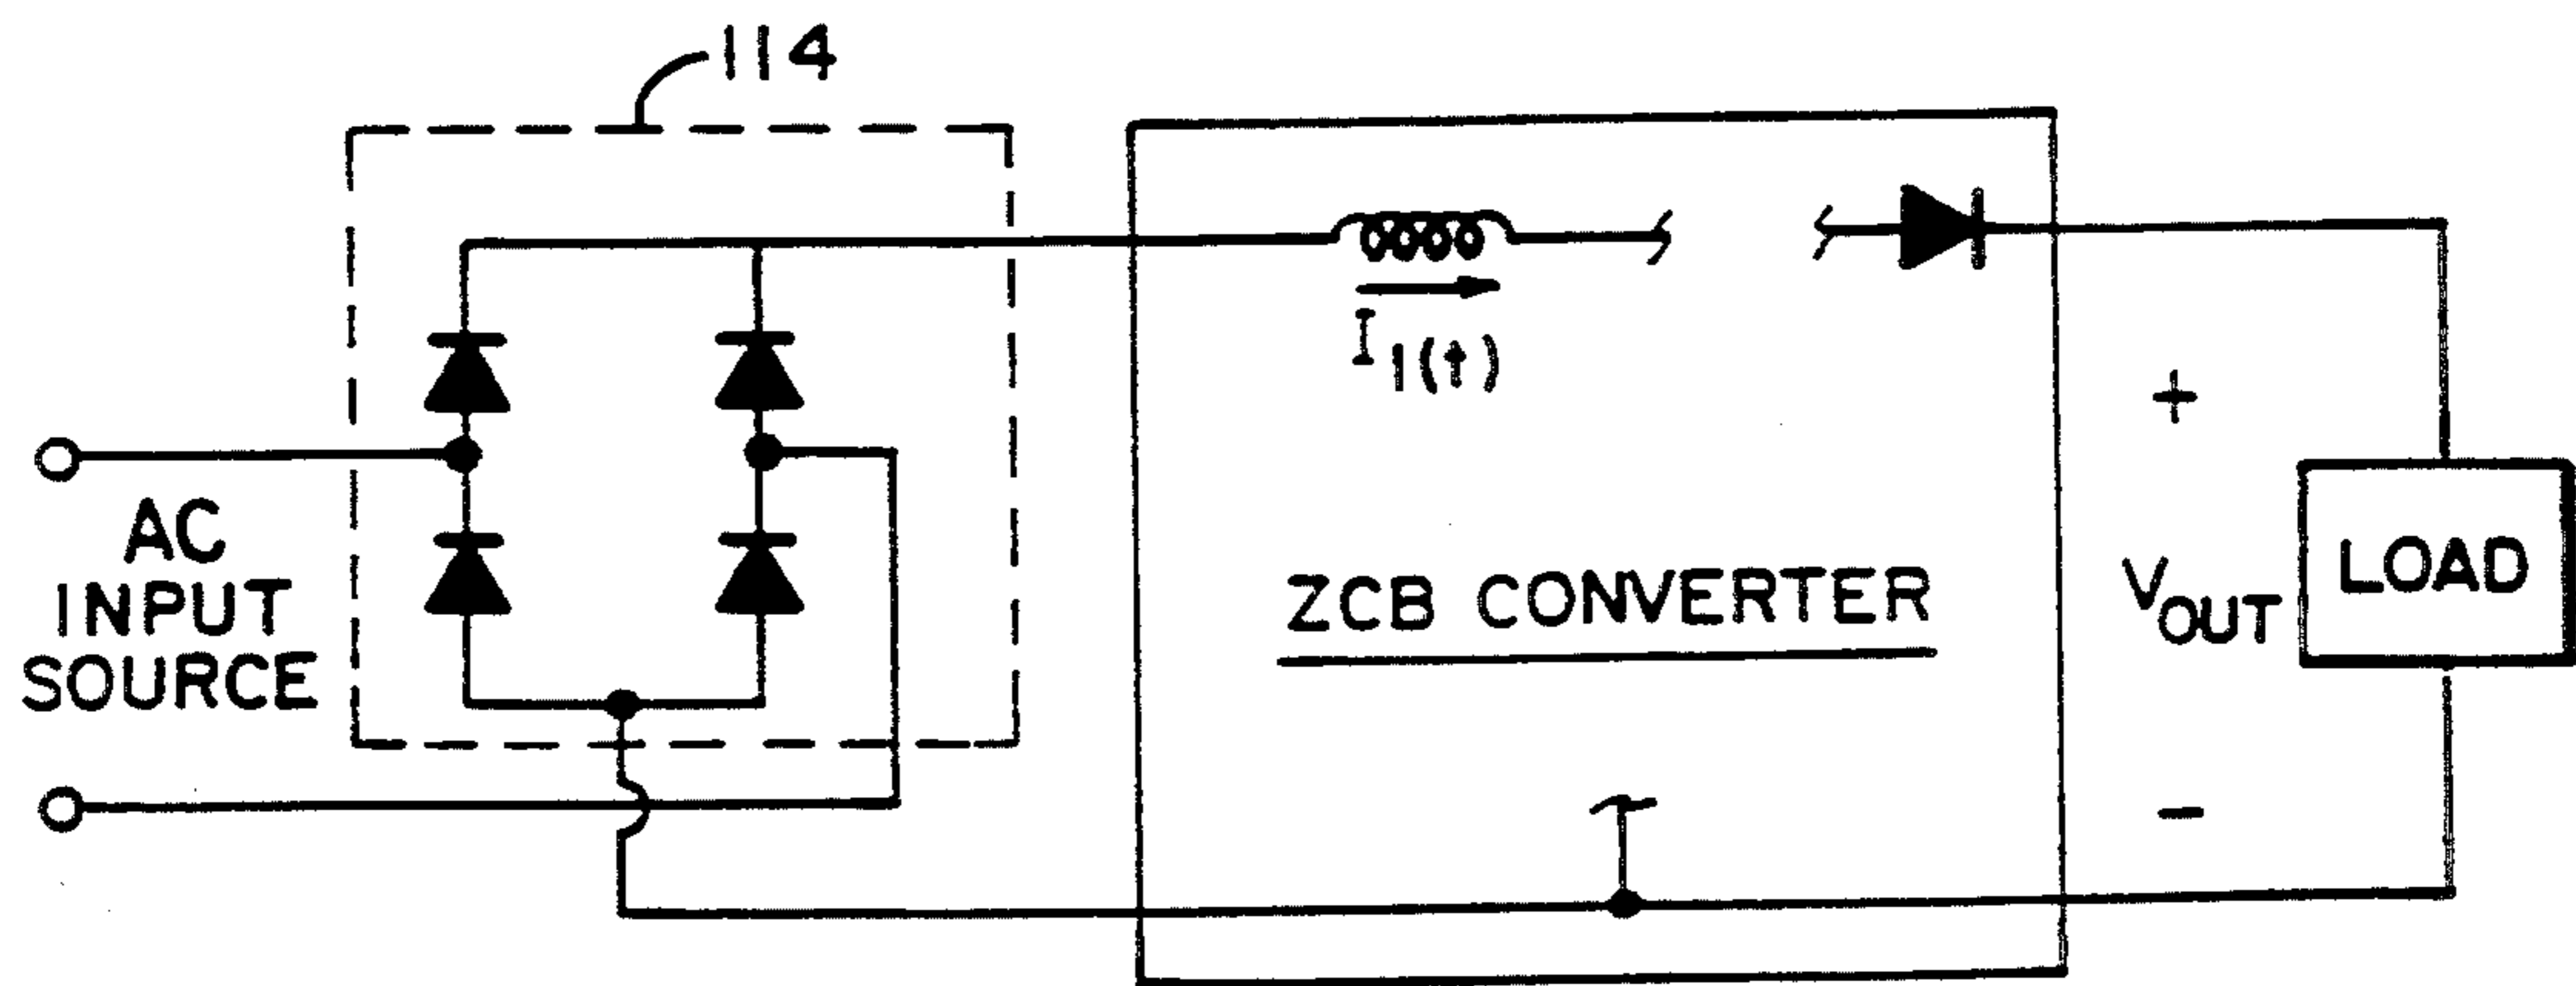 114
AC
INPUT
SOURCE
I1(t)
ZCB CONVERTER
+
VOUT
-
LOAD